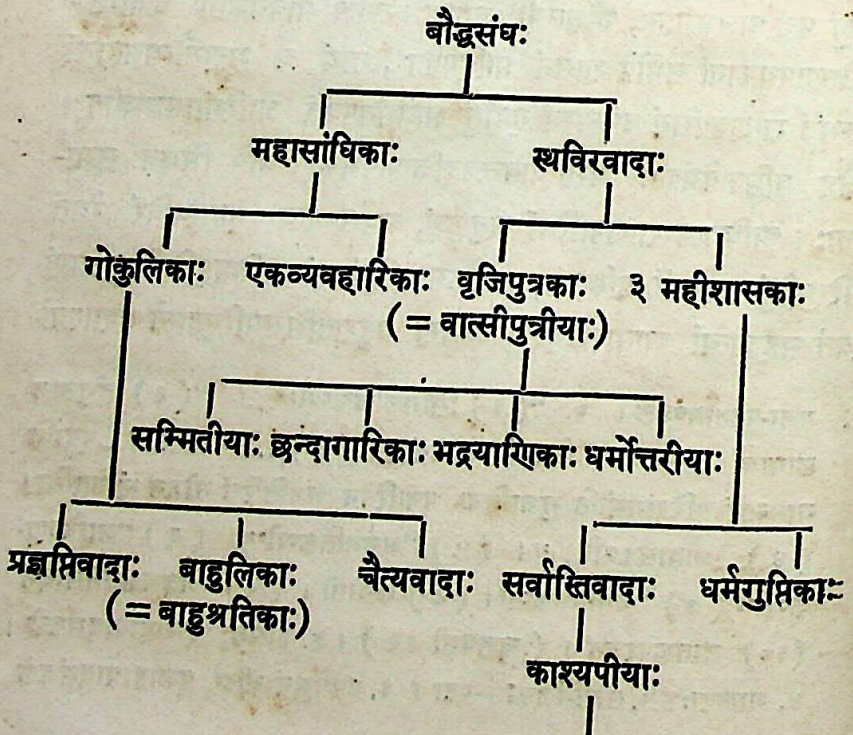 बौद्धसंघः
महासांघिकाः स्थविरवादाः
गोकुलिकाः एकव्यवहारिकाः वृजिपुत्रकाः ३ महीशासकाः
(= वात्सीपुत्रीयाः)
सम्मितीयाः छन्दागारिकाः भद्रयाणिकाः धर्मोत्तरीयाः
प्रज्ञप्तिवादाः बाहुलिकाः चैत्यवादाः सर्वास्तिवादाः धर्मगुप्तिकाः
(= बाहुश्रतिकाः)
काश्यपीयाः